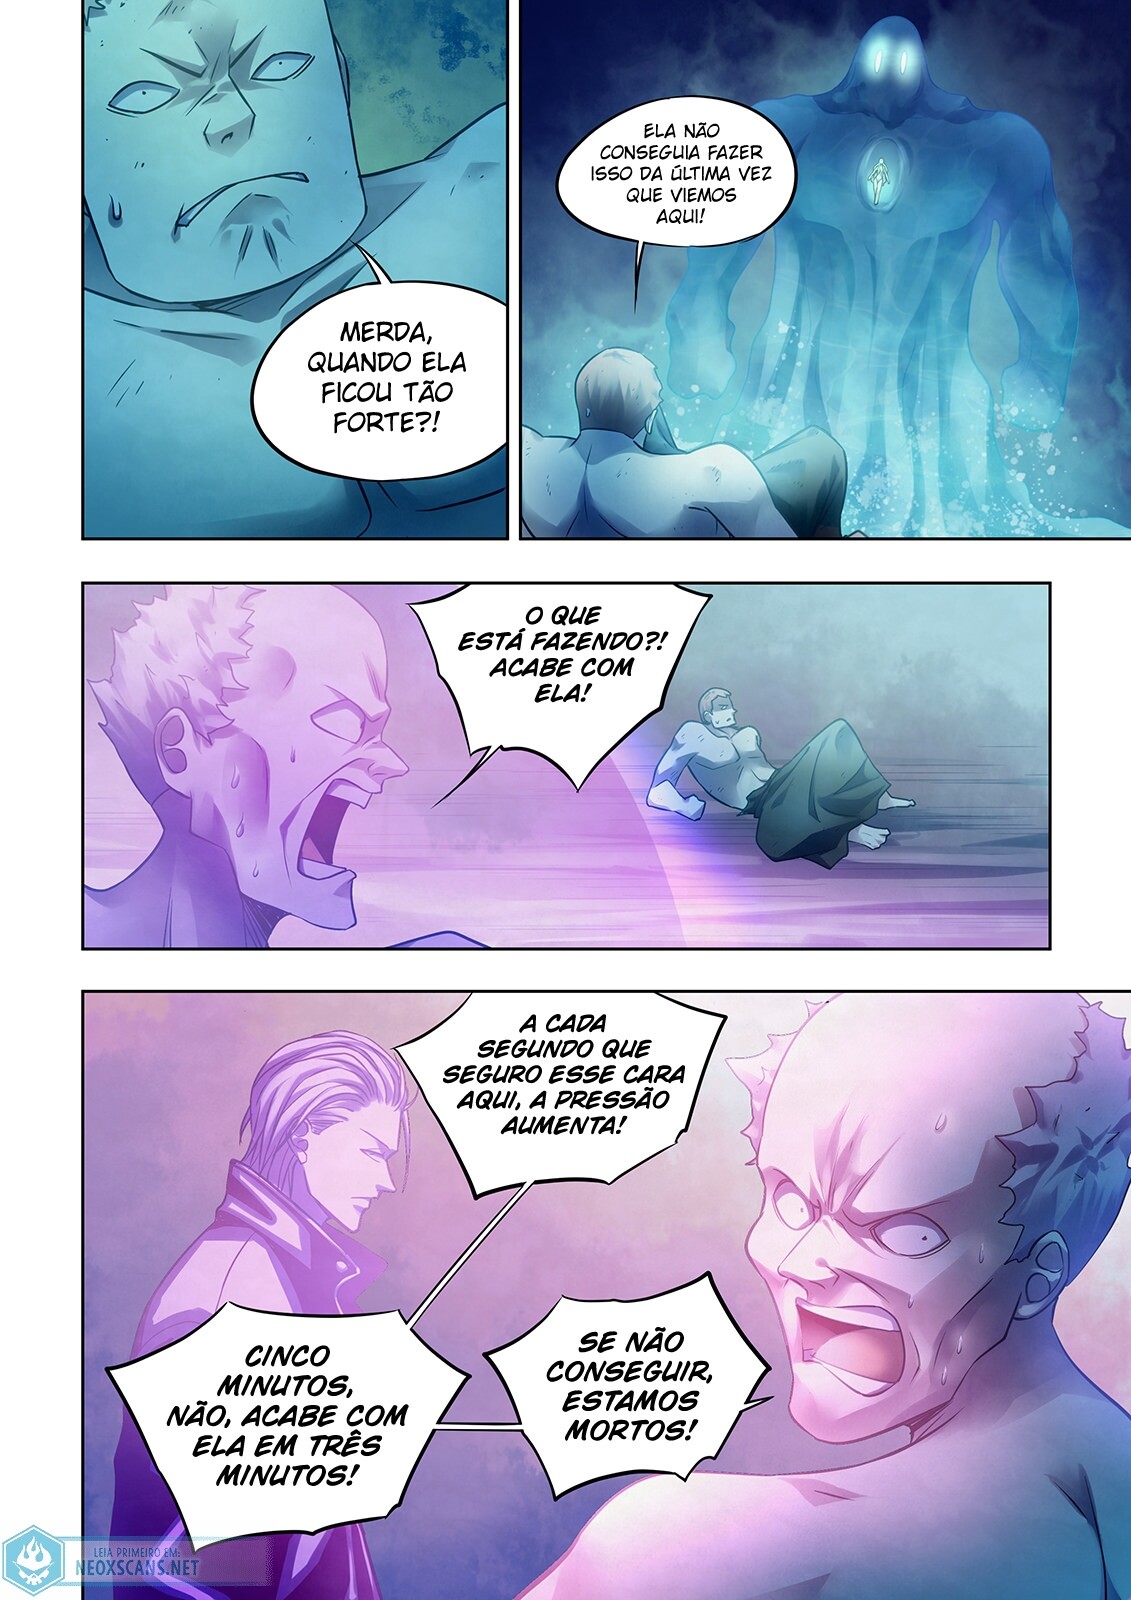 MERDA,
QUANDO ELA
FICOU TÃO
FORTE?!
ELA NÃO
CONSEGUIA FAZER
ISSO DA ÚLTIMA VEZ
QUE VIEMOS
AQUI!
O QUE
ESTÁ FAZENDO?!
ACABE COM
ELA!
A CADA
SEGUNDO QUE
SEGURO ESSE CARA
AQUI, A PRESSÃO
AUMENTA!
CINCO
MINUTOS,
NÃO, ACABE COM
ELA EM TRÊS
MINUTOS!
SE NÃO
CONSEGUIR,
ESTAMOS
MORTOS!
LEIA PRIMEIRO EM:
NEOXSCANS.NET